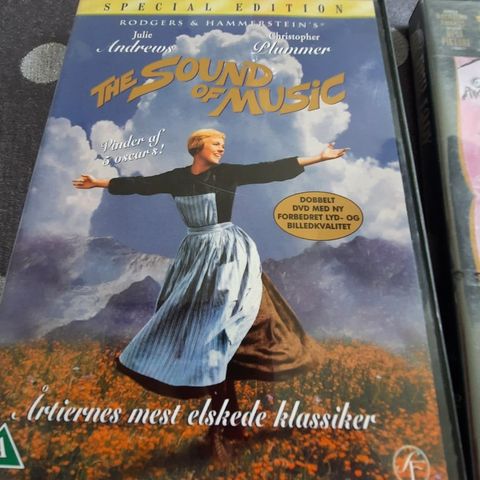 SPECIAL EDITION
RODGERS & HAMMERSTEIN'S
Julie Andrews
Christopher Plummer
THE SOUND OF MUSIC
Vinder af
5 oscars!
DOBBELT
DVD MED NY
FORBEDRET LYD- OG
BILLEDKVALITET
Årtiernes mest elskede klassiker